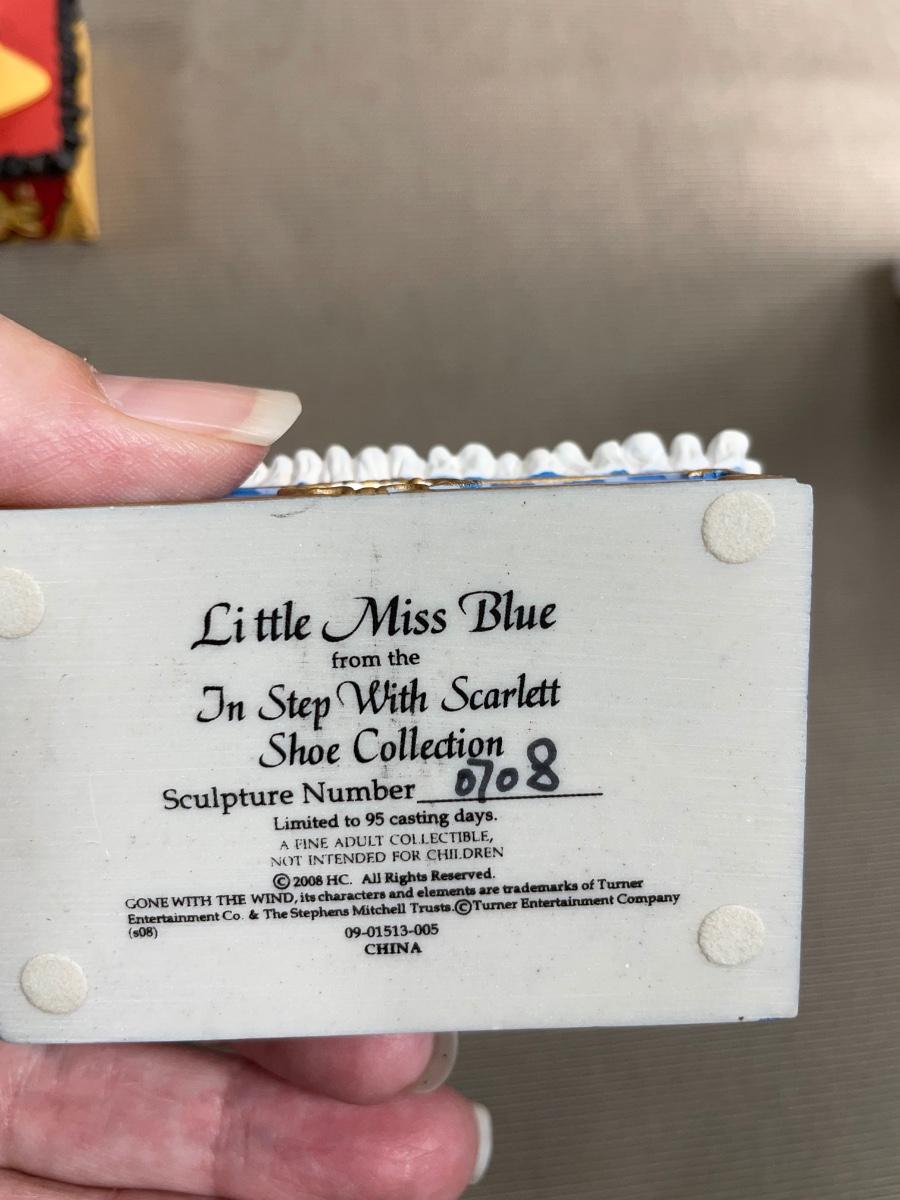 Little Miss Blue
from the
In Step With Scarlett
Shoe Collection
Sculpture Number 0708
Limited to 95 casting days.
A FINE ADULT COLLECTIBLE,
NOT INTENDED FOR CHILDREN
© 2008 HC. All Rights Reserved.
GONE WITH THE WIND, its characters and elements are trademarks of Turner
Entertainment Co. & The Stephens Mitchell Trusts.©Turner Entertainment Company
(s08)
09-01513-005
CHINA